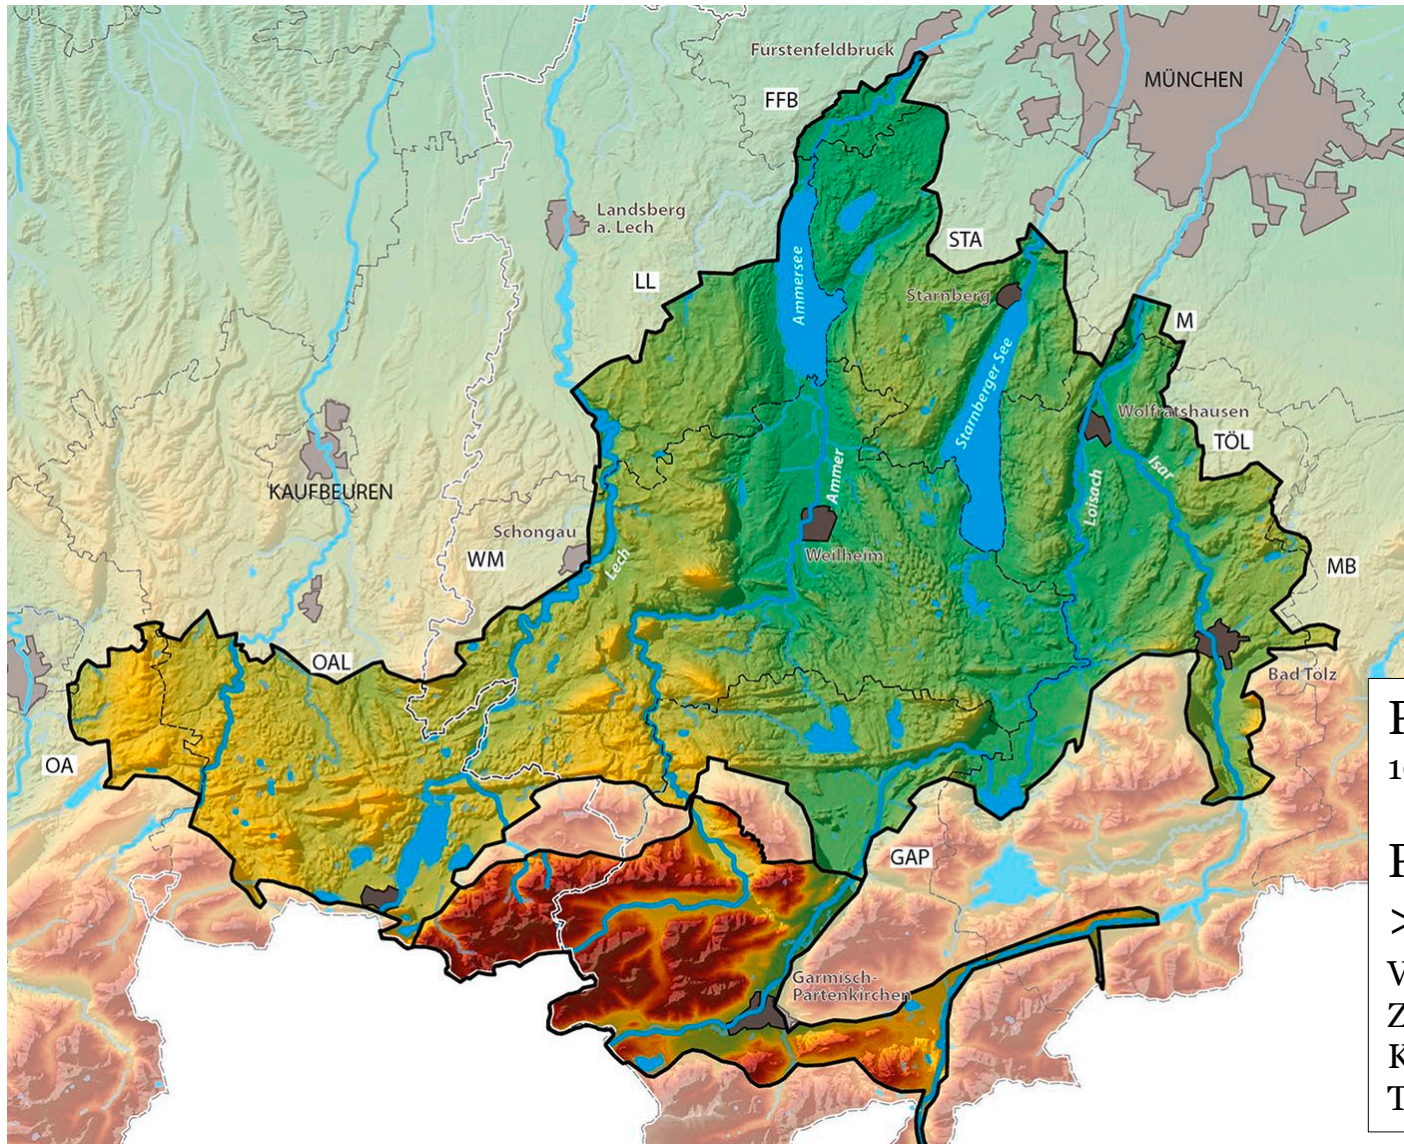 Fürstenfeldbruck
MÜNCHEN
FFB
Landsberg
a. Lech
STA
LL
Ammersee
Starnberg
M
Starnberger See
Wolfratshausen
TÖL
Isar
Ammer
Loisach
KAUFBEUREN
Schongau
WM
Lech
Weilheim
MB
OAL
Bad Tölz
OA
GAP
Garmisch-
Partenkirchen
>
V
Z
K
T